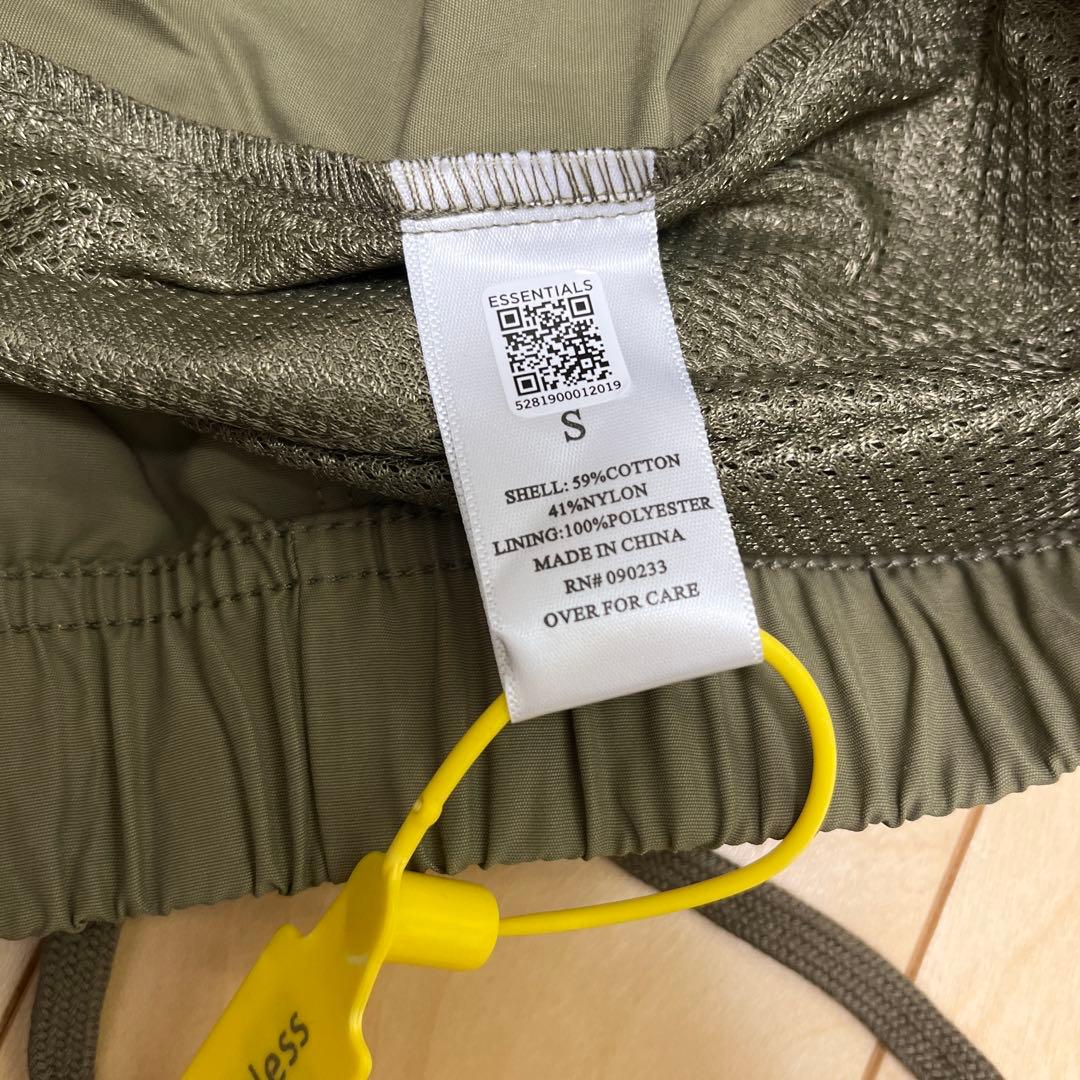 ESSENTIALS
5281900012019
S
SHELL: 59%COTTON
41%NYLON
LINING:100%POLYESTER
MADE IN CHINA
RN# 090233
OVER FOR CARE
less